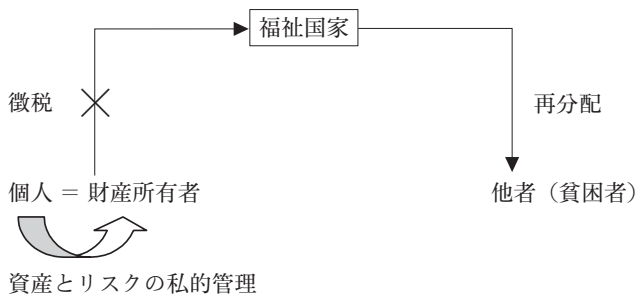 福祉国家
徴税
再分配
個人 = 財産所有者
他者（貧困者）
資産とリスクの私的管理